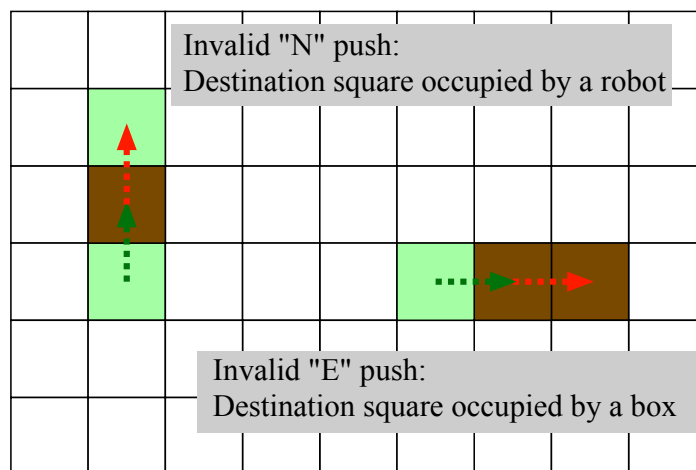 Invalid "N" push:
Destination square occupied by a robot
Invalid "E" push:
Destination square occupied by a box